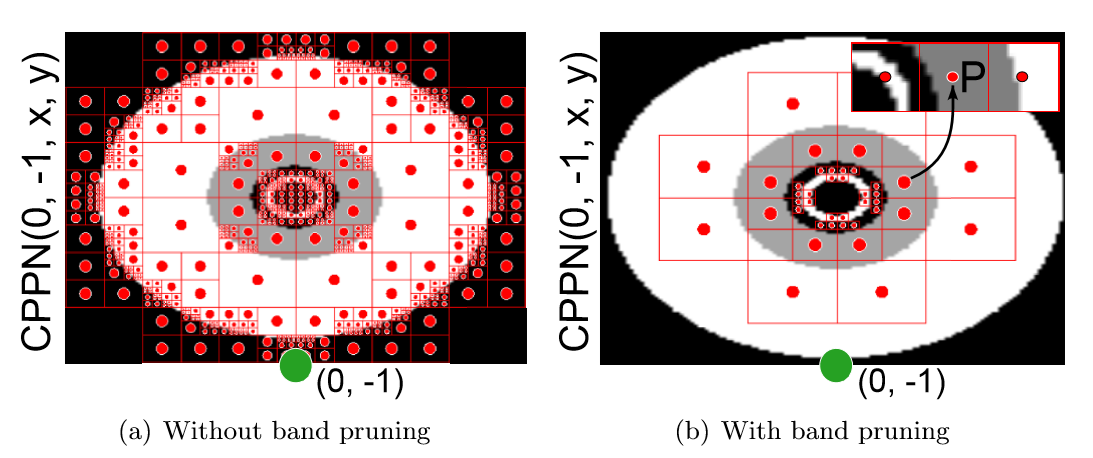 CPPN(0, -1, x, y)
(0, -1)
(a) Without band pruning
CPPN(0, -1, x, y)
P
(0, -1)
(b) With band pruning